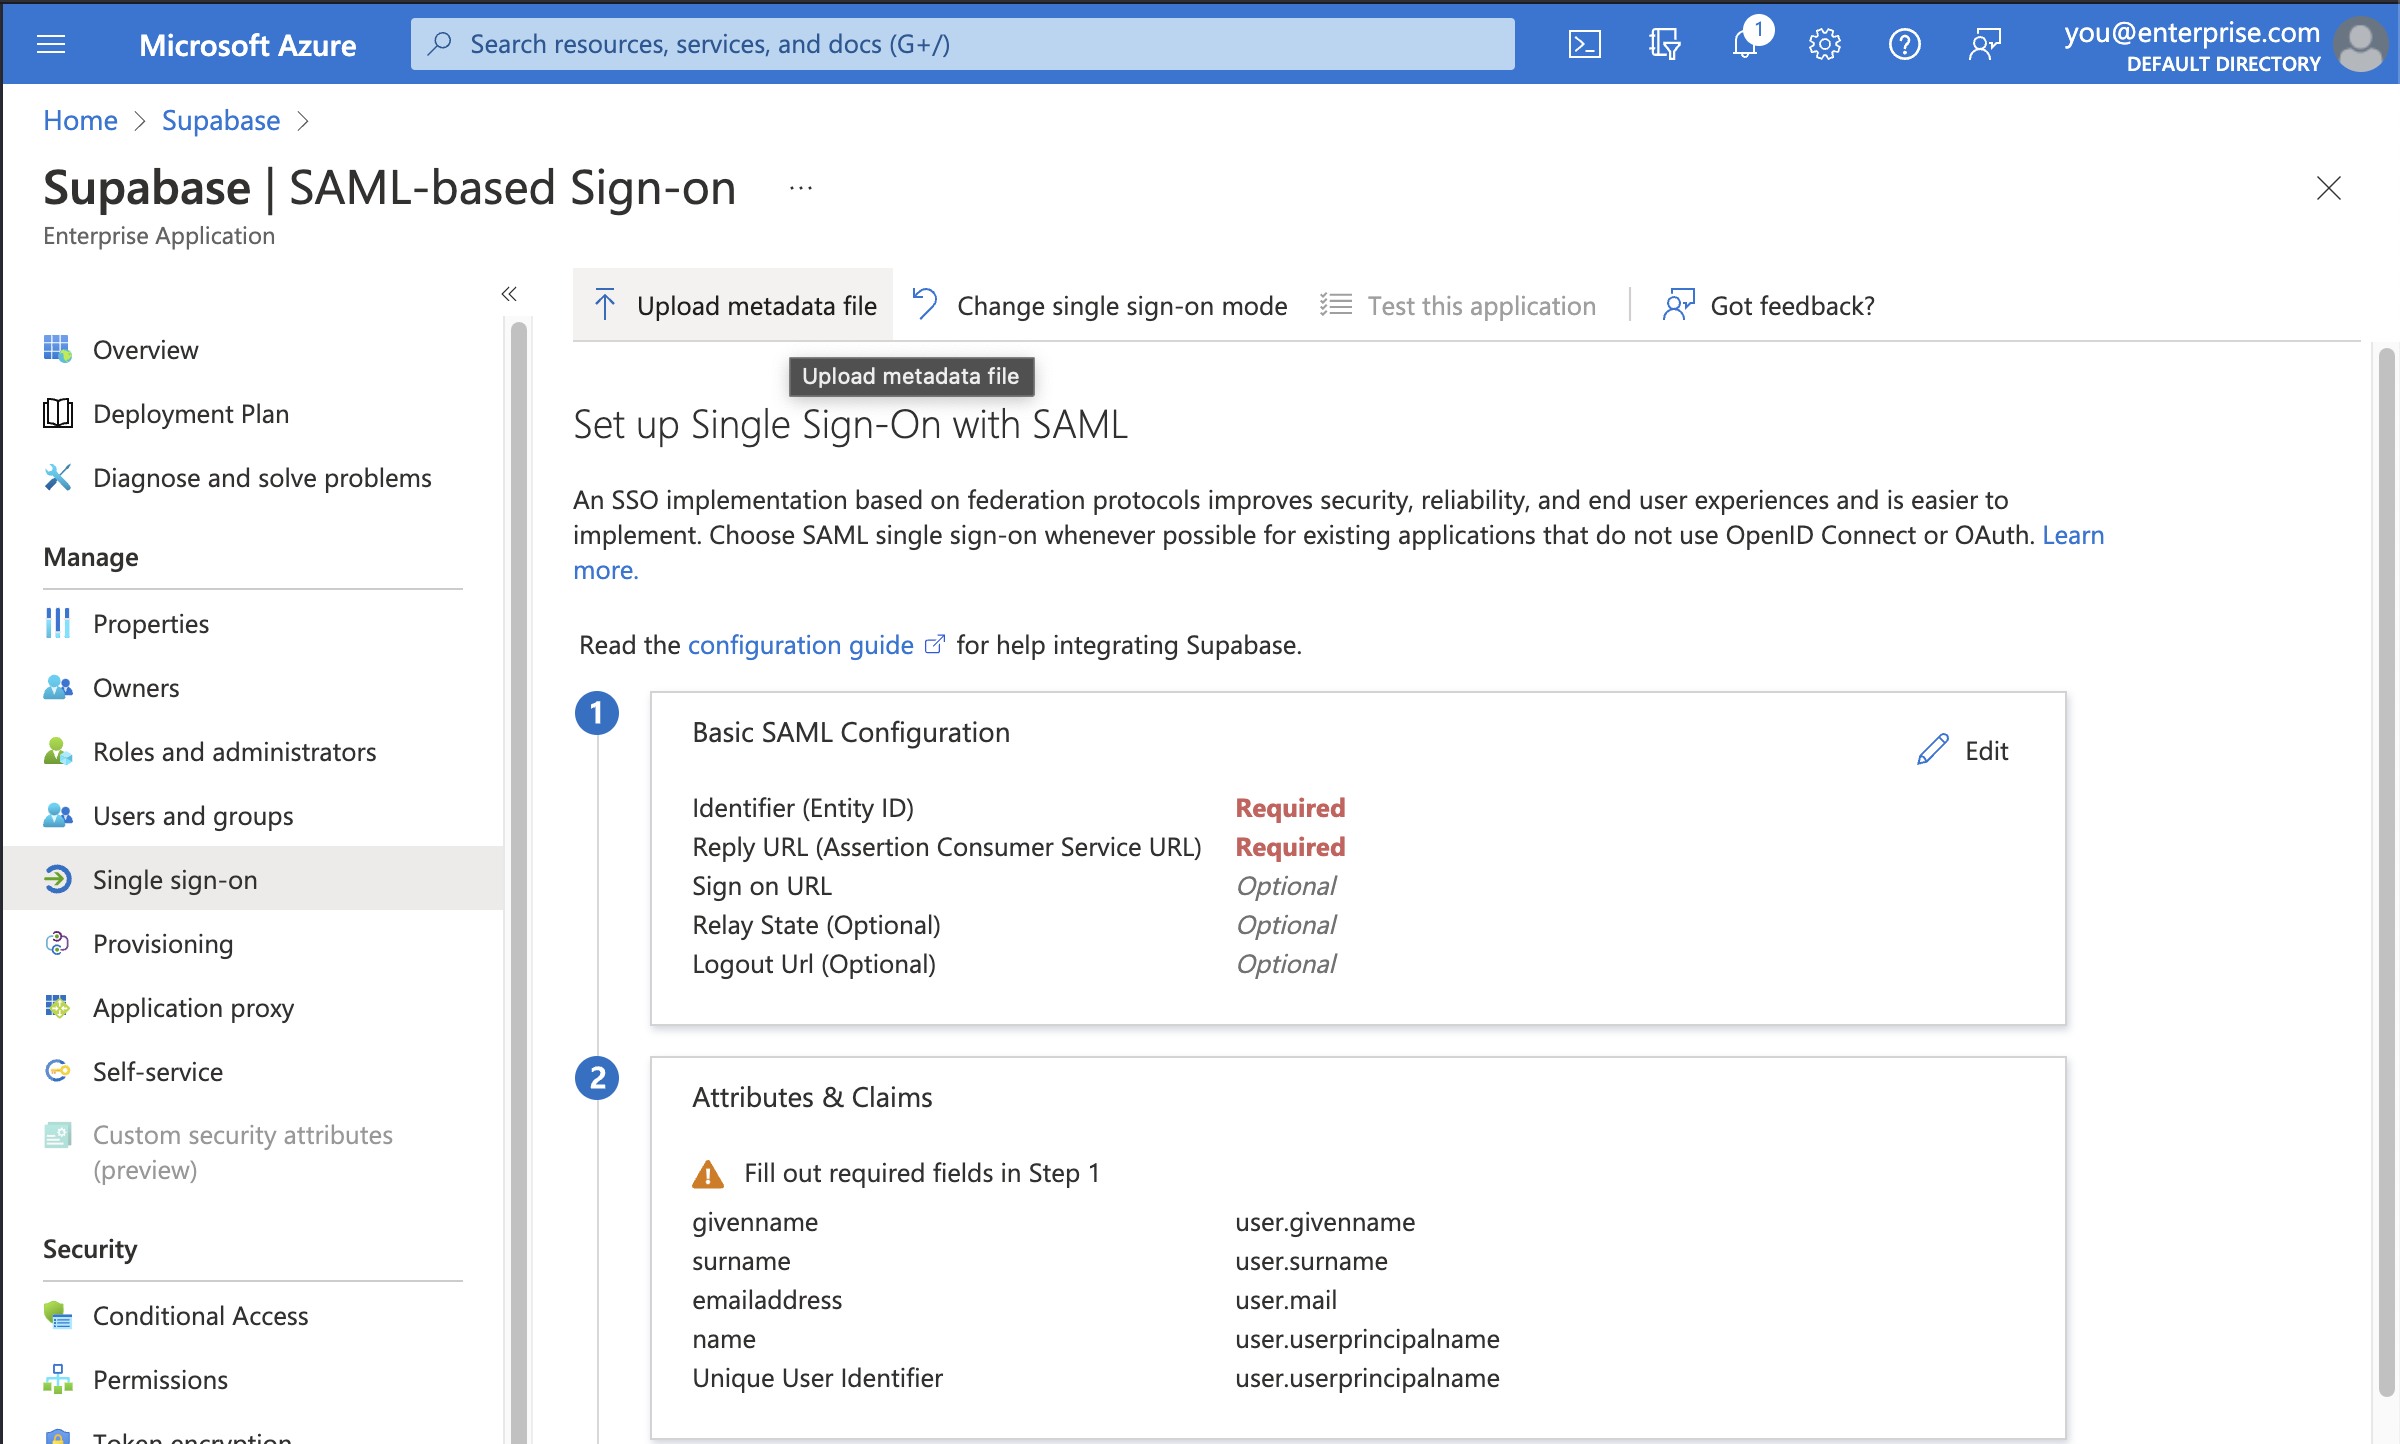 Microsoft Azure
Search resources, services, and docs (G+/)
1
you@enterprise.com
DEFAULT DIRECTORY
Home > Supabase >
Supabase | SAML-based Sign-on ...
Enterprise Application
«
Overview
Deployment Plan
Diagnose and solve problems
Manage
Properties
Owners
Roles and administrators
Users and groups
Single sign-on
Provisioning
Application proxy
Self-service
Custom security attributes
(preview)
Security
Conditional Access
Permissions
Token encryption
Upload metadata file
Change single sign-on mode
Test this application
Got feedback?
Upload metadata file
Set up Single Sign-On with SAML
An SSO implementation based on federation protocols improves security, reliability, and end user experiences and is easier to
implement. Choose SAML single sign-on whenever possible for existing applications that do not use OpenID Connect or OAuth. Learn
more.
Read the configuration guide for help integrating Supabase.
1
Basic SAML Configuration
Edit
Identifier (Entity ID) Required
Reply URL (Assertion Consumer Service URL) Required
Sign on URL Optional
Relay State (Optional) Optional
Logout Url (Optional) Optional
2
Attributes & Claims
Fill out required fields in Step 1
givenname user.givenname
surname user.surname
emailaddress user.mail
name user.userprincipalname
Unique User Identifier user.userprincipalname